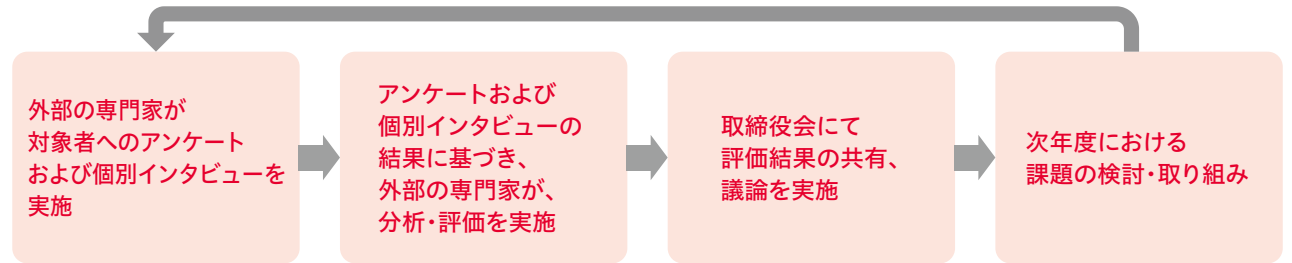 外部の専門家が
対象者へのアンケート
および個別インタビューを
実施
アンケートおよび
個別インタビューの
結果に基づき、
外部の専門家が、
分析・評価を実施
取締役会にて
評価結果の共有、
議論を実施
次年度における
課題の検討・取り組み